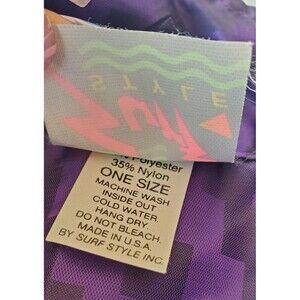 STYLE
Polyester
35% Nylon
ONE SIZE
MACHINE WASH
INSIDE OUT
COLD WATER
HANG DRY
DO NOT BLEACH.
MADE IN U.S.A.
BY SURF STYLE INC.